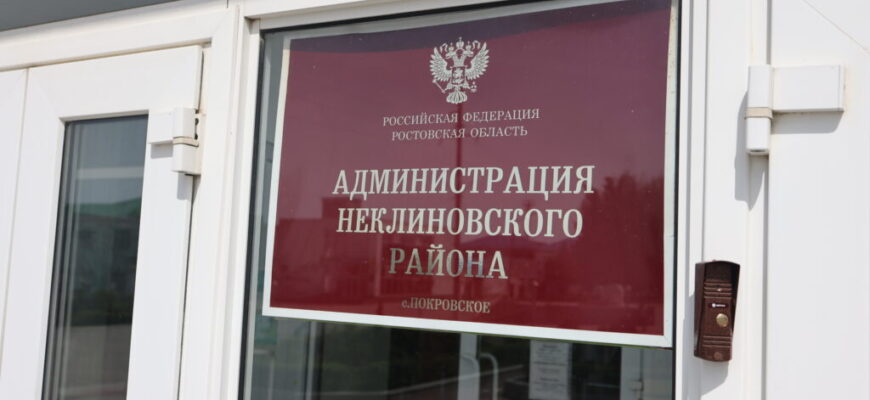 РОССИЙСКАЯ ФЕДЕРАЦИЯ
РОСТОВСКАЯ ОБЛАСТЬ
АДМИНИСТРАЦИЯ
НЕКЛИНОВСКОГО
РАЙОНА
с.ПОКРОВСКОЕ